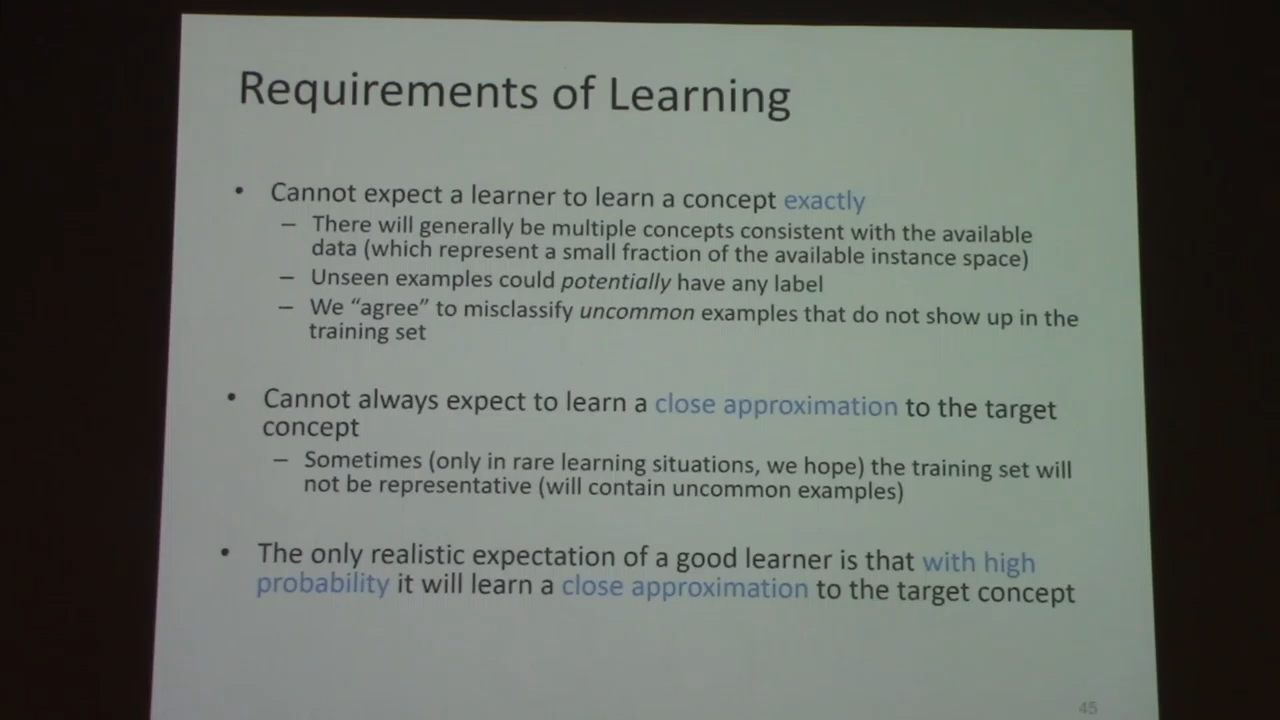 Requirements of Learning
• Cannot expect a learner to learn a concept exactly
– There will generally be multiple concepts consistent with the available
data (which represent a small fraction of the available instance space)
– Unseen examples could potentially have any label
– We “agree” to misclassify uncommon examples that do not show up in the
training set
• Cannot always expect to learn a close approximation to the target
concept
– Sometimes (only in rare learning situations, we hope) the training set will
not be representative (will contain uncommon examples)
• The only realistic expectation of a good learner is that with high
probability it will learn a close approximation to the target concept
45